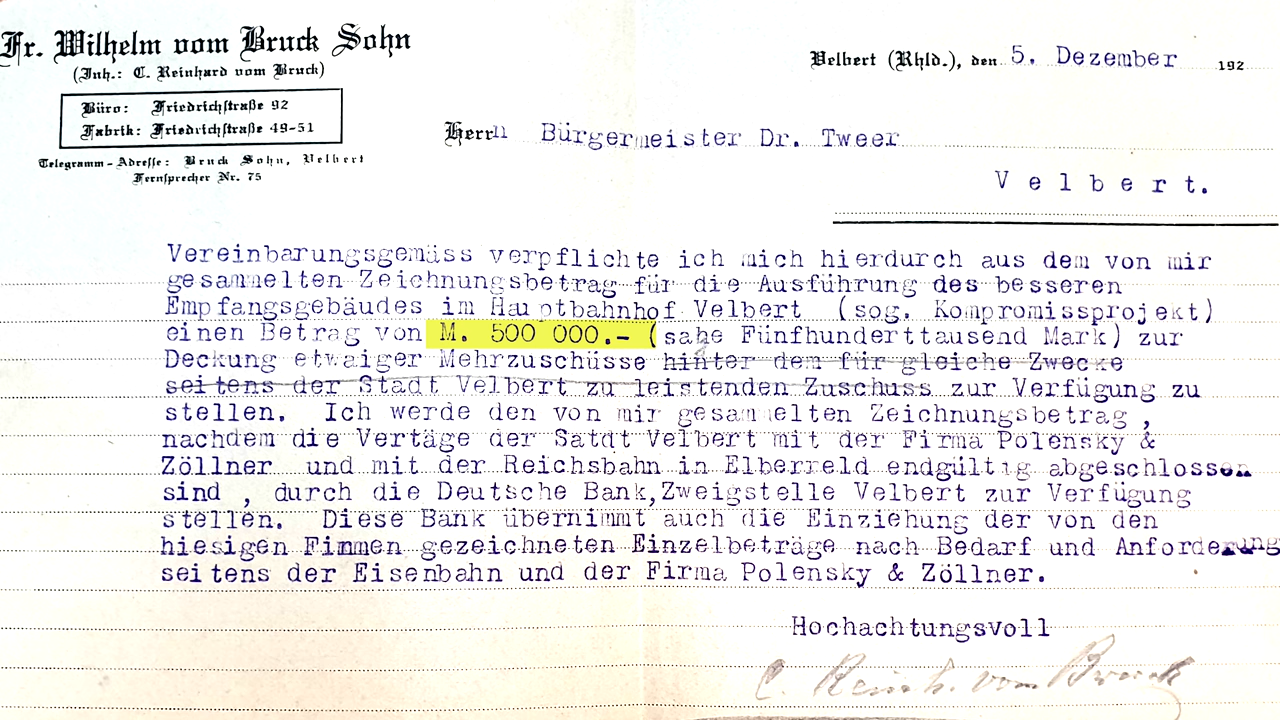 Fr. Wilhelm vom Bruck Sohn
(Inh.: C. Reinhard vom Bruck)
Büro: Friedrichstraße 92
Fabrik: Friedrichstraße 49-51
Telegramm-Adresse: Bruck Sohn, Velbert
Fernsprecher Nr. 75
Velbert (Rhld.), den 5. Dezember 192
Herrn Bürgermeister Dr. Tweer
Velbert.
Vereinbarungsgemäss verpflichte ich mich hierdurch aus dem von mir
gesammelten Zeichnungsbetrag für die Ausführung des besseren
Empfangsgebäudes im Hauptbahnhof Velbert (sog. Kompromissprojekt)
einen Betrag von M. 500 000.- (sahe Fünfhunderttausend Mark) zur
Deckung etwaiger Mehrzuschüsse hinter dem für gleiche Zwecke
seitens der Stadt Velbert zu leistenden Zuschuss zur Verfügung zu
stellen. Ich werde den von mir gesammelten Zeichnungsbetrag ,
nachdem die Vertäge der Satdt Velbert mit der Firma Polensky &
Zöllner und mit der Reichsbahn in Elberreld endgültig abgeschlossen
sind , durch die Deutsche Bank,Zweigstelle Velbert zur Verfügung
stellen. Diese Bank übernimmt auch die Einziehung der von den
hiesigen Fimmen gezeichneten Einzelbeträge nach Bedarf und Anforderung
seitens der Eisenbahn und der Firma Polensky & Zöllner.
Hochachtungsvoll
C. Reinh. vom Bruck